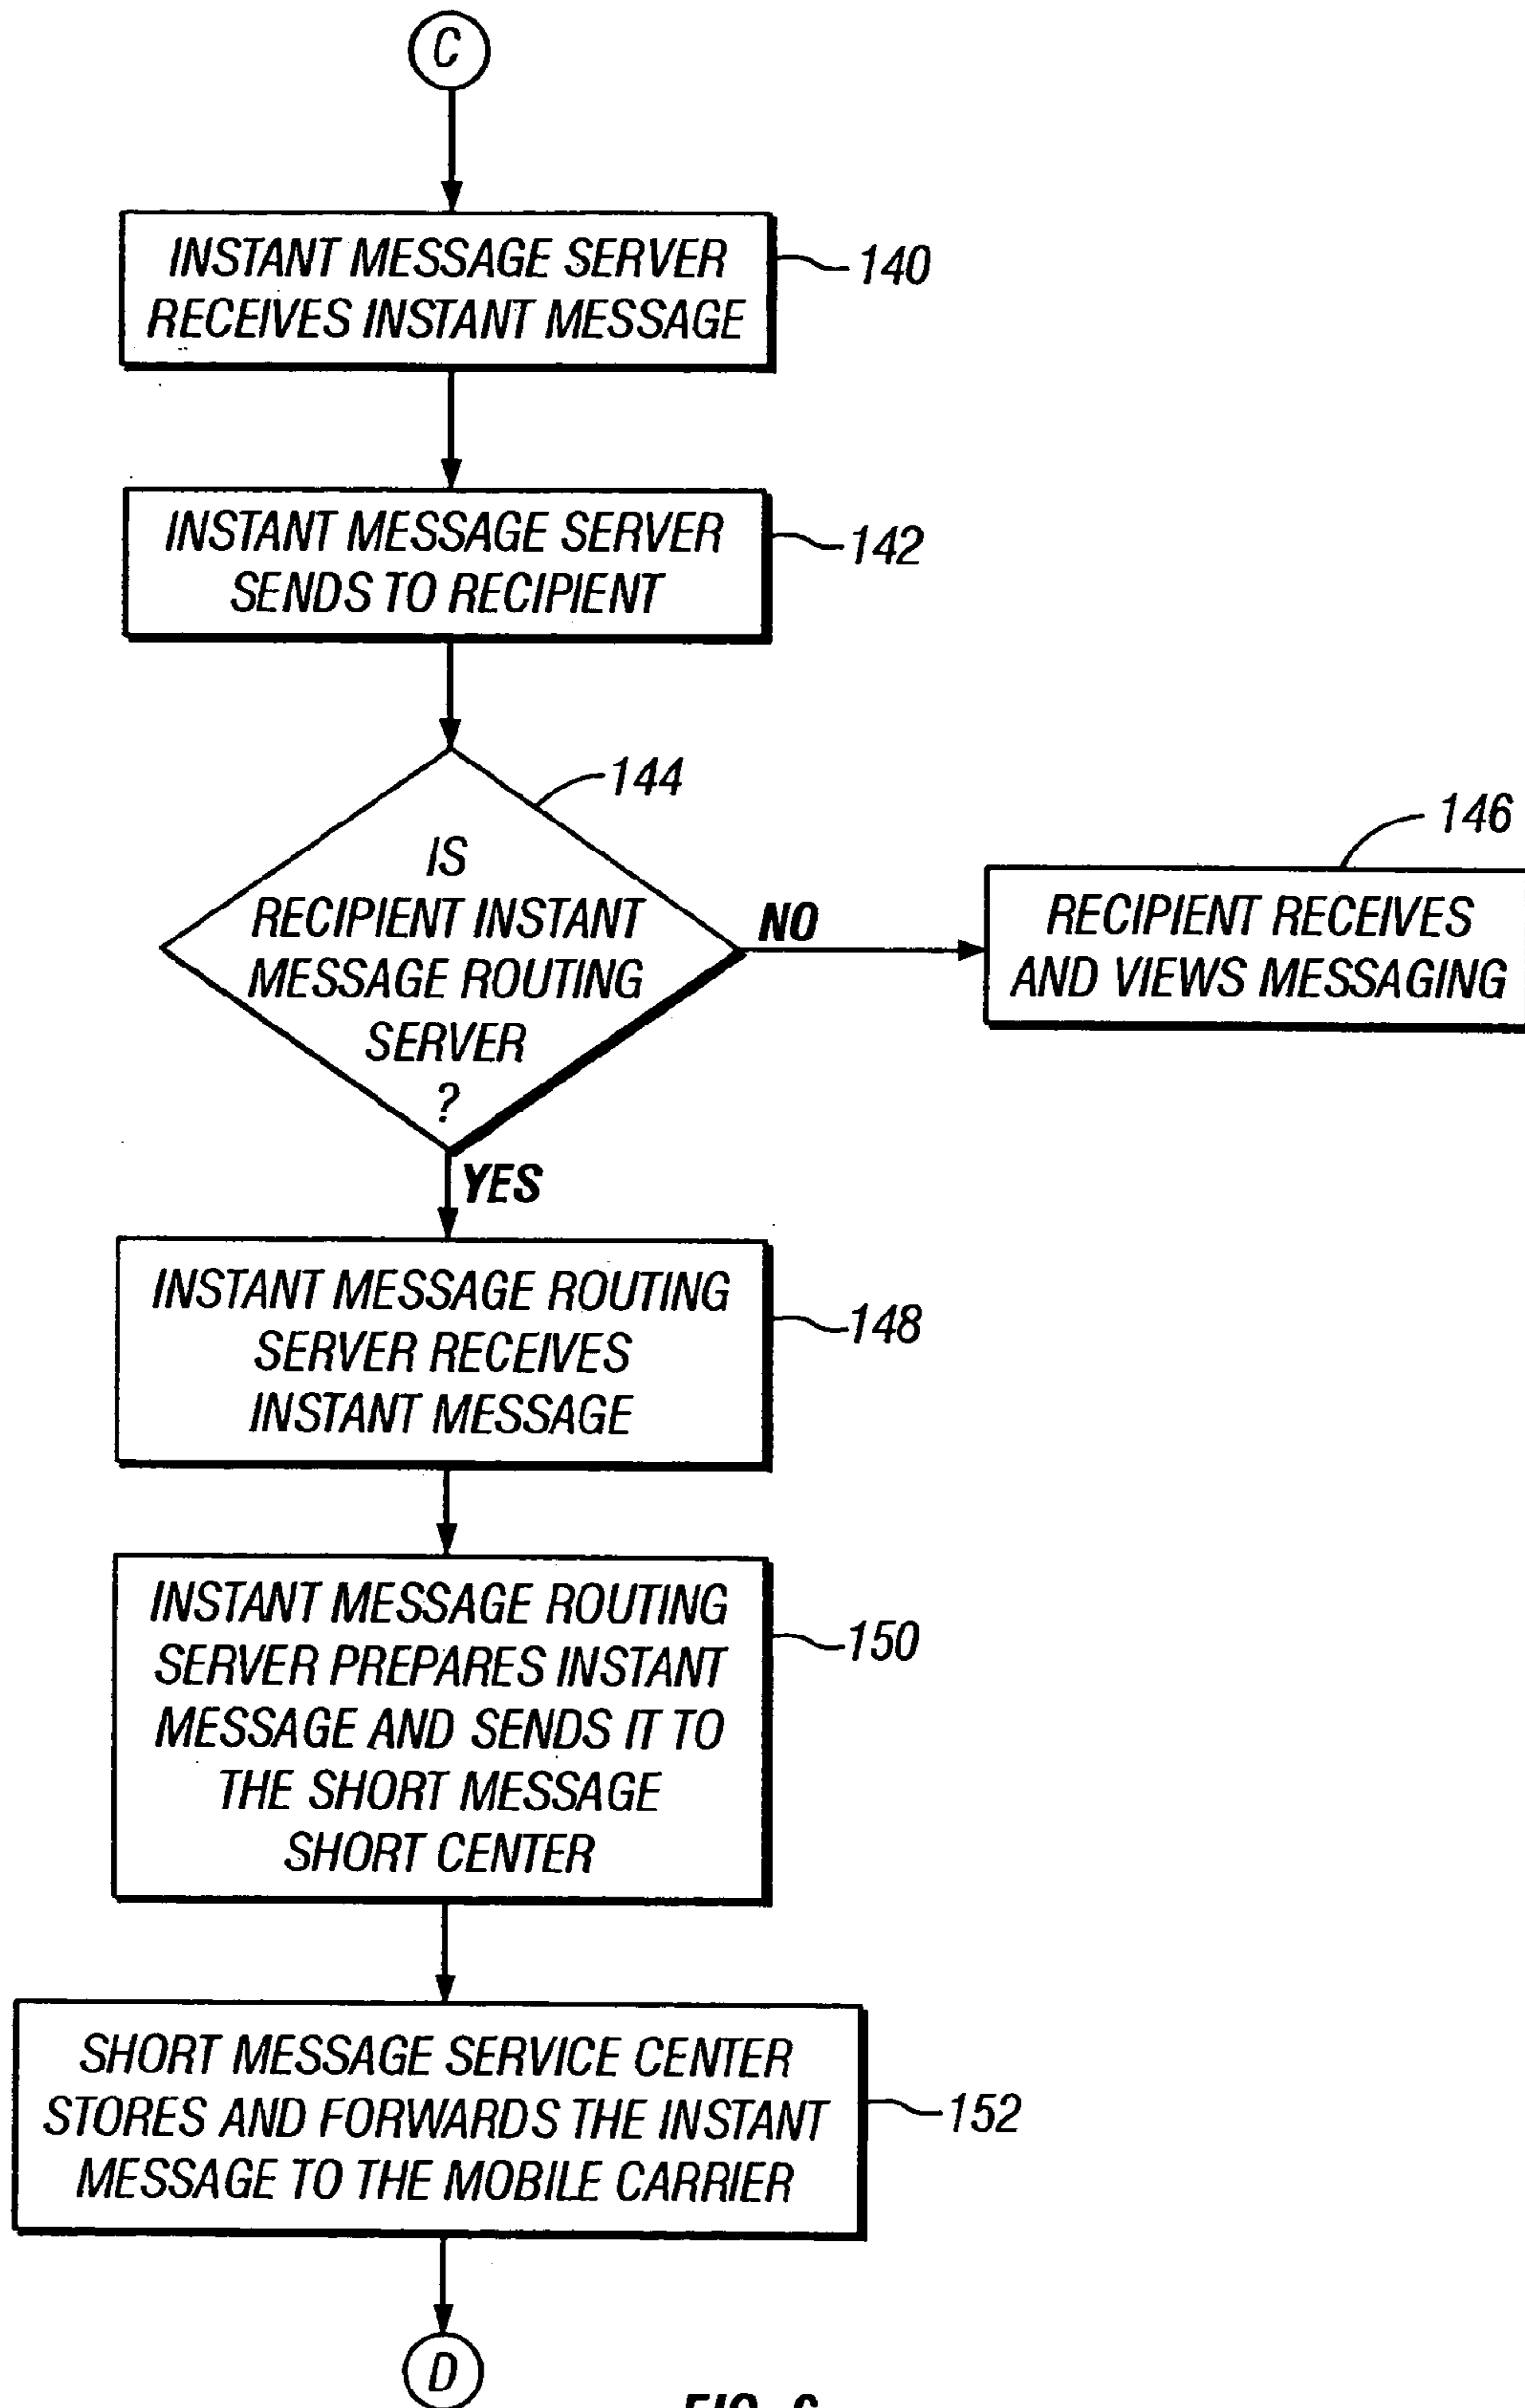 C
INSTANT MESSAGE SERVER
RECEIVES INSTANT MESSAGE
140
INSTANT MESSAGE SERVER
SENDS TO RECIPIENT
142
144
IS
RECIPIENT INSTANT
MESSAGE ROUTING
SERVER
?
NO
146
RECIPIENT RECEIVES
AND VIEWS MESSAGING
YES
INSTANT MESSAGE ROUTING
SERVER RECEIVES
INSTANT MESSAGE
148
INSTANT MESSAGE ROUTING
SERVER PREPARES INSTANT
MESSAGE AND SENDS IT TO
THE SHORT MESSAGE
SHORT CENTER
150
SHORT MESSAGE SERVICE CENTER
STORES AND FORWARDS THE INSTANT
MESSAGE TO THE MOBILE CARRIER
152
D